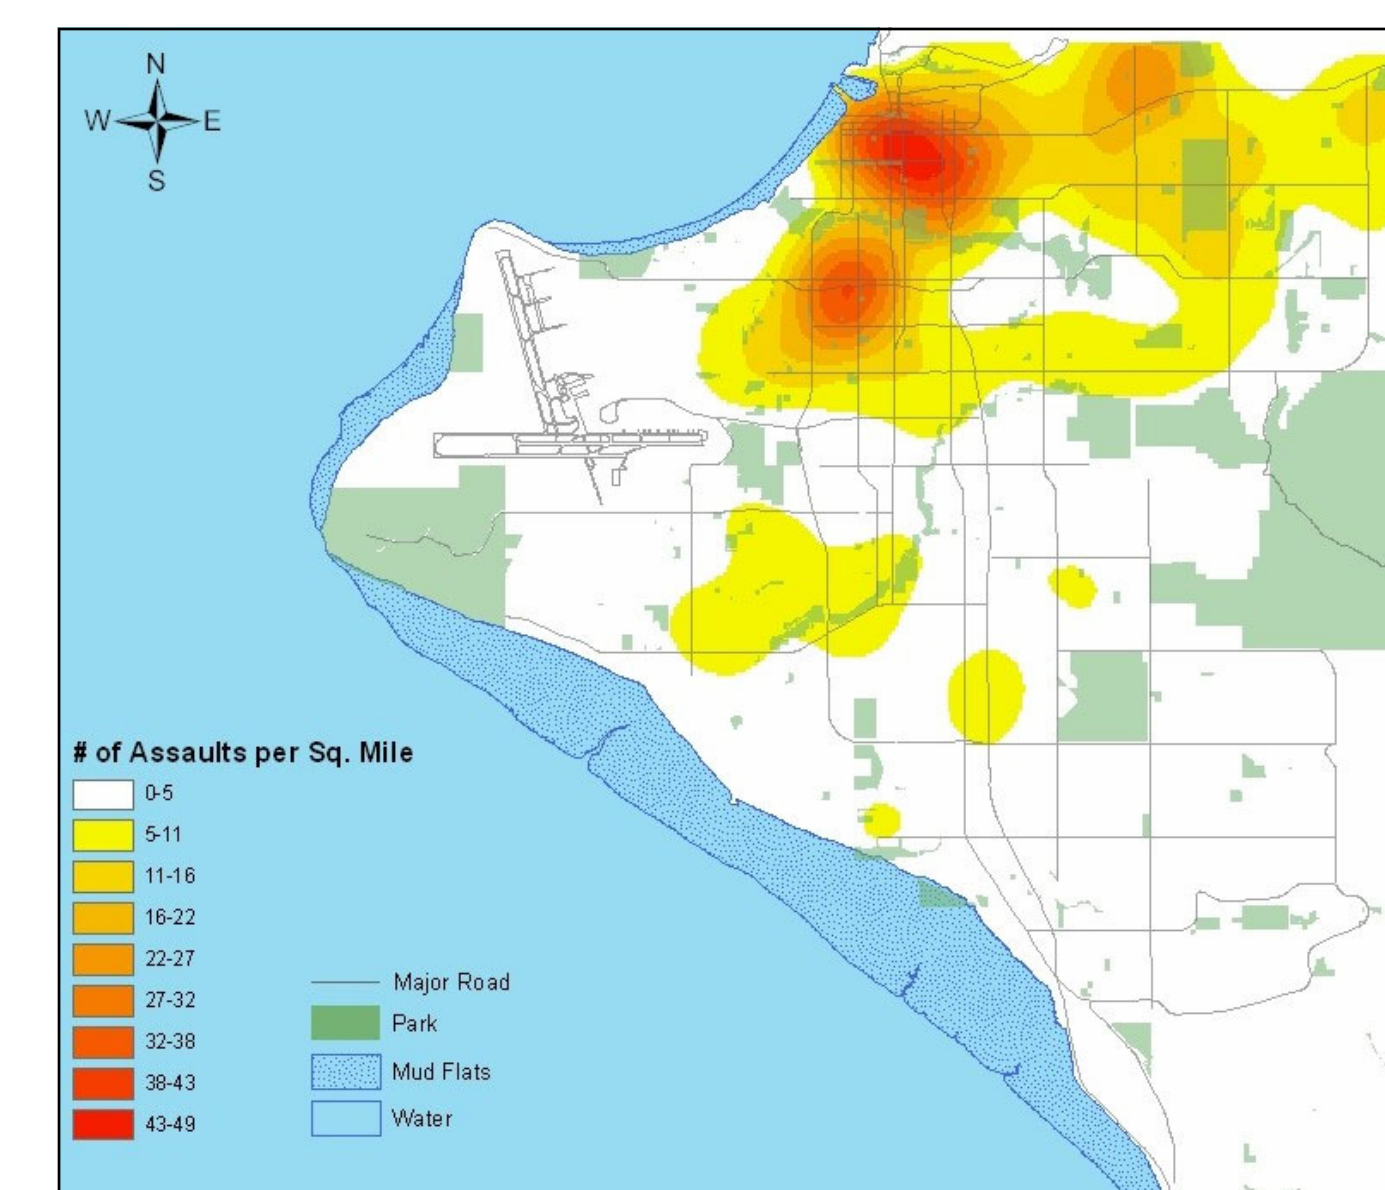 N
W E
S
# of Assaults per Sq. Mile
0-5
5-11
11-16
16-22
22-27
27-32
32-38
38-43
43-49
Major Road
Park
Mud Flats
Water